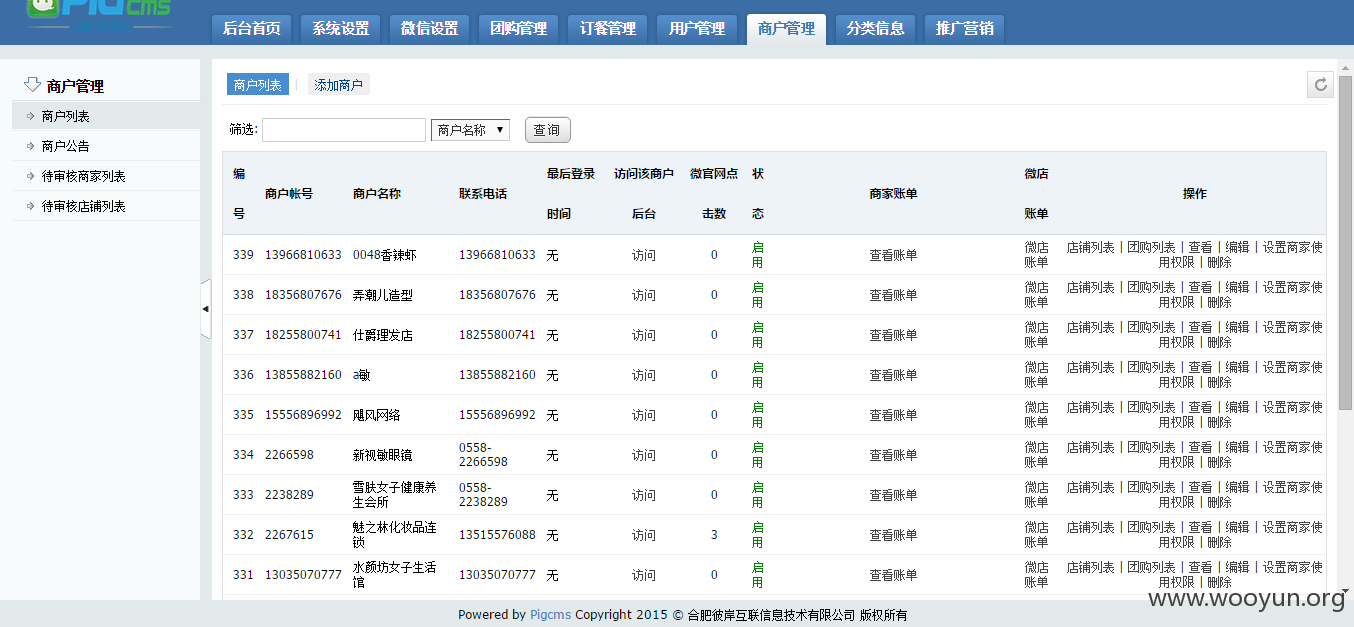 Pigcms
后台首页 系统设置 微信设置 团购管理 订餐管理 用户管理 商户管理 分类信息 推广营销
商户管理
商户列表
商户公告
待审核商家列表
待审核店铺列表
商户列表 | 添加商户
筛选: 商户名称 ▼ 查询
编号 商户帐号 商户名称 联系电话 最后登录时间 访问该商户后台 微官网点击数 状态 商家账单 微店账单 操作
339 13966810633 0048香辣虾 13966810633 无 访问 0 启用 查看账单 微店账单 店铺列表 | 团购列表 | 查看 | 编辑 | 设置商家使用权限 | 删除
338 18356807676 弄潮儿造型 18356807676 无 访问 0 启用 查看账单 微店账单 店铺列表 | 团购列表 | 查看 | 编辑 | 设置商家使用权限 | 删除
337 18255800741 仕爵理发店 18255800741 无 访问 0 启用 查看账单 微店账单 店铺列表 | 团购列表 | 查看 | 编辑 | 设置商家使用权限 | 删除
336 13855882160 a敏 13855882160 无 访问 0 启用 查看账单 微店账单 店铺列表 | 团购列表 | 查看 | 编辑 | 设置商家使用权限 | 删除
335 15556896992 飓风网络 15556896992 无 访问 0 启用 查看账单 微店账单 店铺列表 | 团购列表 | 查看 | 编辑 | 设置商家使用权限 | 删除
334 2266598 新视敏眼镜 0558-2266598 无 访问 0 启用 查看账单 微店账单 店铺列表 | 团购列表 | 查看 | 编辑 | 设置商家使用权限 | 删除
333 2238289 雪肤女子健康养生会所 0558-2238289 无 访问 0 启用 查看账单 微店账单 店铺列表 | 团购列表 | 查看 | 编辑 | 设置商家使用权限 | 删除
332 2267615 魅之林化妆品连锁 13515576088 无 访问 3 启用 查看账单 微店账单 店铺列表 | 团购列表 | 查看 | 编辑 | 设置商家使用权限 | 删除
331 13035070777 水颜坊女子生活馆 13035070777 无 访问 0 启用 查看账单 微店账单 店铺列表 | 团购列表 | 查看 | 编辑 | 设置商家使用权限 | 删除
Powered by Pigcms Copyright 2015 © 合肥彼岸互联信息技术有限公司 版权所有
www.wooyun.org